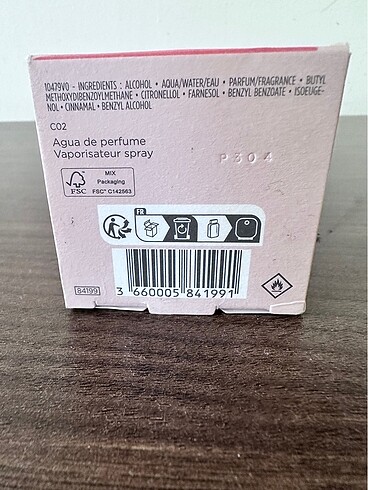 10479V0 - INGREDIENTS : ALCOHOL • AQUA/WATER/EAU • PARFUM/FRAGRANCE • BUTYL
METHOXYDIBENZOYLMETHANE • CITRONELLOL • FARNESOL • BENZYL BENZOATE • ISOEUGE-
NOL • CINNAMAL • BENZYL ALCOHOL
C02
Agua de perfume
Vaporisateur spray
P304
MIX
Packaging
FSC® C142563
FSC
FR
84199
3 660005 841991